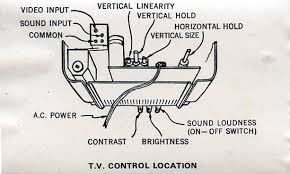 VIDEO INPUT
SOUND INPUT
COMMON
VERTICAL LINEARITY
VERTICAL HOLD
HORIZONTAL HOLD
VERTICAL SIZE
A.C. POWER
SOUND LOUDNESS
(ON-OFF SWITCH)
CONTRAST
BRIGHTNESS
T.V. CONTROL LOCATION